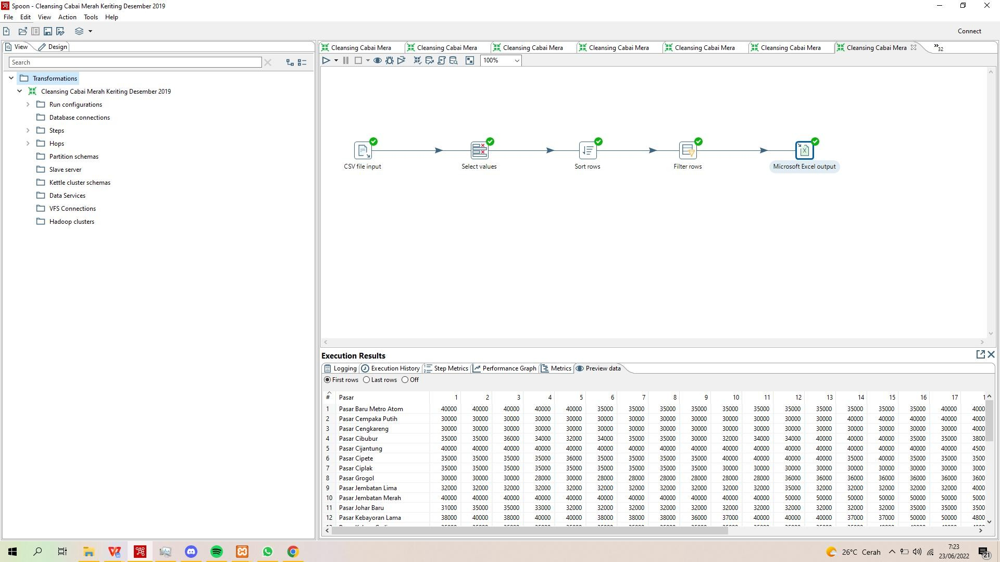 Spoon - Cleansing Cabai Merah Keriting Desember 2019
File Edit View Action Tools Help
Connect
View Design
Search
Transformations
Cleansing Cabai Merah Keriting Desember 2019
Run configurations
Database connections
Steps
Hops
Partition schemas
Slave server
Kettle cluster schemas
Data Services
VFS Connections
Hadoop clusters
Cleansing Cabai Mera Cleansing Cabai Mera Cleansing Cabai Mera Cleansing Cabai Mera Cleansing Cabai Mera Cleansing Cabai Mera Cleansing Cabai Mera »32
100%
CSV file input Select values Sort rows Filter rows Microsoft Excel output
Execution Results
Logging Execution History Step Metrics Performance Graph Metrics Preview data
First rows Last rows Off
# Pasar 1 2 3 4 5 6 7 8 9 10 11 12 13 14 15 16 17 1
1 Pasar Baru Metro Atom 40000 40000 40000 40000 40000 35000 35000 35000 35000 35000 35000 35000 35000 35000 35000 35000 40000 4000
2 Pasar Cempaka Putih 30000 30000 30000 30000 30000 30000 30000 30000 30000 30000 30000 30000 30000 40000 40000 40000 40000 4000
3 Pasar Cengkareng 30000 30000 30000 30000 30000 30000 30000 30000 30000 30000 30000 30000 30000 40000 30000 30000 30000 4000
4 Pasar Cibubur 35000 35000 36000 34000 32000 34000 35000 35000 30000 32000 34000 34000 40000 40000 40000 35000 35000 3800
5 Pasar Cijantung 40000 40000 40000 40000 40000 40000 40000 40000 40000 40000 40000 40000 40000 40000 40000 40000 40000 4500
6 Pasar Cipete 35000 35000 35000 35000 36000 35000 35000 35000 35000 40000 40000 40000 40000 35000 40000 35000 35000 3500
7 Pasar Ciplak 35000 35000 35000 35000 35000 35000 35000 35000 35000 30000 30000 30000 30000 30000 30000 30000 30000 3000
8 Pasar Grogol 30000 30000 30000 28000 30000 28000 28000 28000 28000 28000 28000 36000 36000 36000 36000 36000 36000 3600
9 Pasar Jembatan Lima 32000 32000 32000 32000 32000 32000 32000 32000 32000 32000 32000 35000 32000 32000 32000 32000 32000 4000
10 Pasar Jembatan Merah 40000 40000 40000 40000 40000 40000 40000 40000 40000 40000 40000 50000 50000 50000 50000 50000 50000 5000
11 Pasar Johar Baru 31000 35000 35000 33000 32000 32000 32000 32000 32000 32000 32000 32000 32000 32000 32000 35000 35000 3500
12 Pasar Kebayoran Lama 38000 40000 38000 40000 40000 38000 38000 38000 36000 37000 40000 40000 40000 37000 37000 50000 50000 4800
26°C Cerah
7:23
23/06/2022
21